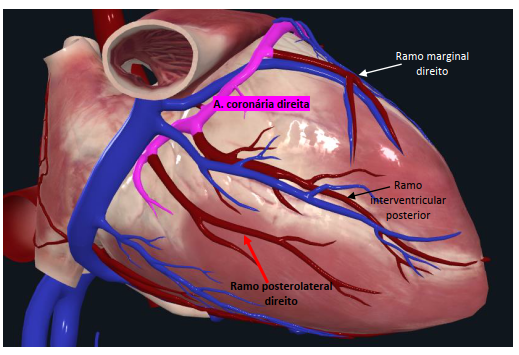 Ramo marginal
direito
A. coronária direita
Ramo
interventricular
posterior
Ramo posterolateral
direito